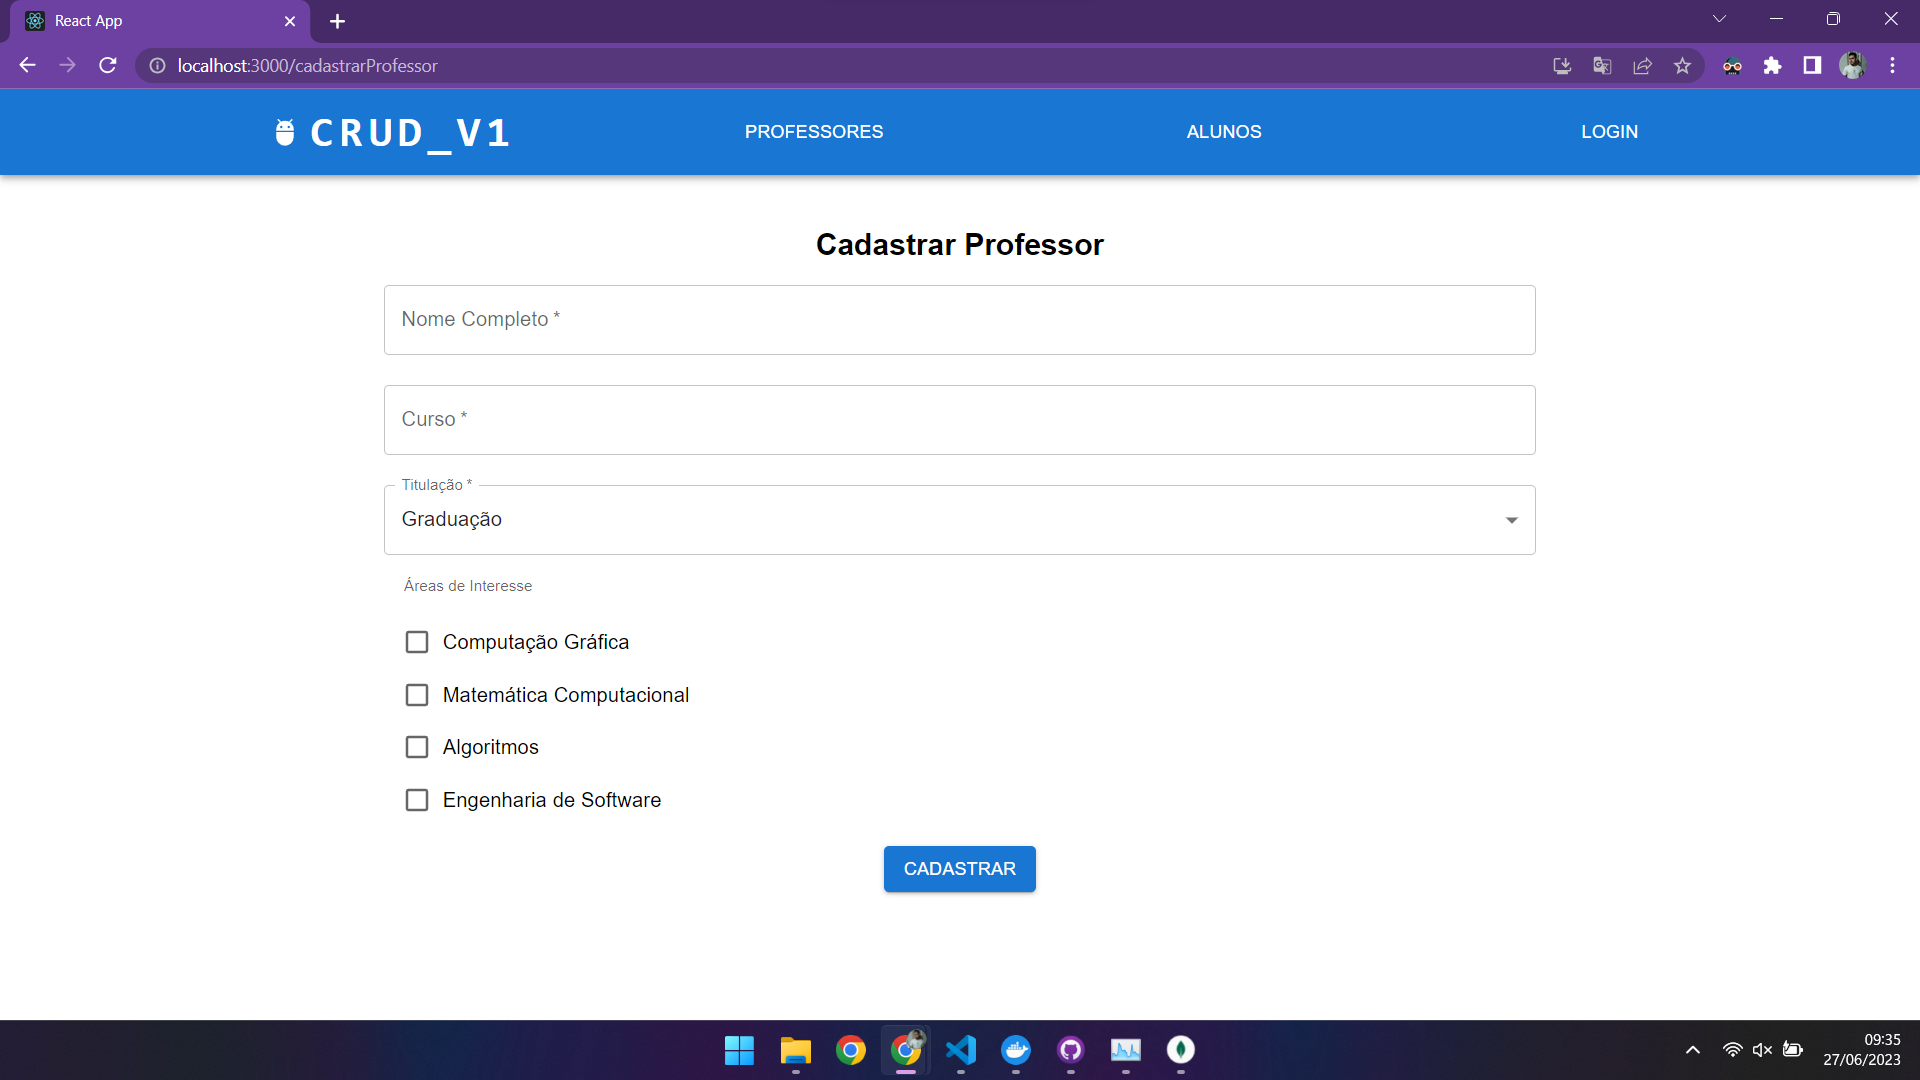 React App
localhost:3000/cadastrarProfessor
CRUD_V1
PROFESSORES
ALUNOS
LOGIN
Cadastrar Professor
Nome Completo *
Curso *
Titulação *
Graduação
Áreas de Interesse
Computação Gráfica
Matemática Computacional
Algoritmos
Engenharia de Software
CADASTRAR
09:35
27/06/2023